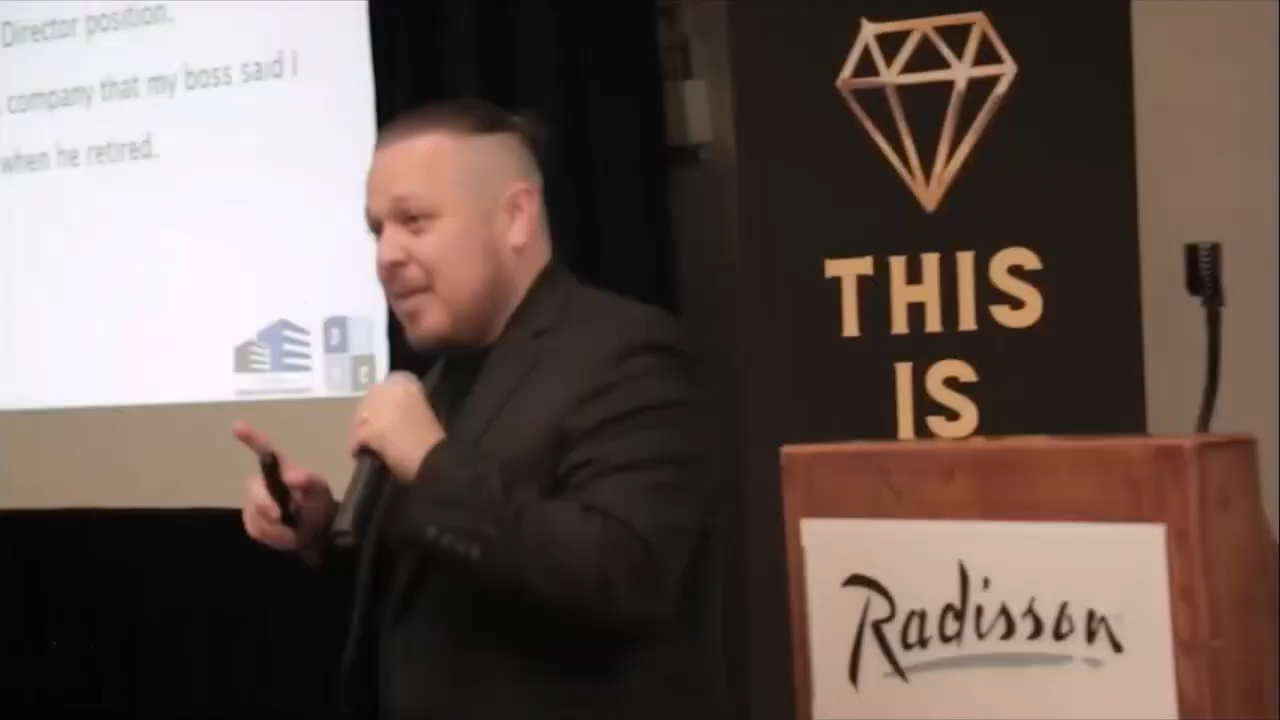 Director position.
company that my boss said I
when he retired.
THIS
IS
Radisson